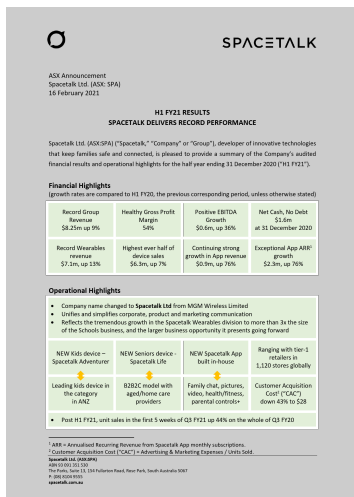 SPACETALK
ASX Announcement
Spacetalk Ltd. (ASX: SPA)
16 February 2021
H1 FY21 RESULTS
SPACETALK DELIVERS RECORD PERFORMANCE
Spacetalk Ltd. (ASX:SPA) (“Spacetalk,” “Company” or “Group”), developer of innovative technologies
that keep families safe and connected, is pleased to provide a summary of the Company’s audited
financial results and operational highlights for the half year ending 31 December 2020 (“H1 FY21”).
Financial Highlights
(growth rates are compared to H1 FY20, the previous corresponding period, unless otherwise stated)
Record Group
Revenue
$8.25m up 9%
Healthy Gross Profit
Margin
54%
Positive EBITDA
Growth
$0.6m, up 36%
Net Cash, No Debt
$1.6m
at 31 December 2020
Record Wearables
revenue
$7.1m, up 13%
Highest ever half of
device sales
$6.3m, up 7%
Continuing strong
growth in App revenue
$0.9m, up 76%
Exceptional App ARR¹
growth
$2.3m, up 76%
Operational Highlights
• Company name changed to Spacetalk Ltd from MGM Wireless Limited
• Unifies and simplifies corporate, product and marketing communication
• Reflects the tremendous growth in the Spacetalk Wearables division to more than 3x the size
of the Schools business, and the larger business opportunity it presents going forward
NEW Kids device –
Spacetalk Adventurer
NEW Seniors device -
Spacetalk Life
NEW Spacetalk App
built in-house
Ranging with tier-1
retailers in
1,120 stores globally
Leading kids device in
the category
in ANZ
B2B2C model with
aged/home care
providers
Family chat, pictures,
video, health/fitness,
parental controls+
Customer Acquisition
Cost² (“CAC”)
down 43% to $28
• Post H1 FY21, unit sales in the first 5 weeks of Q3 FY21 up 44% on the whole of Q3 FY20
¹ ARR = Annualised Recurring Revenue from Spacetalk App monthly subscriptions.
² Customer Acquisition Cost (“CAC”) = Advertising & Marketing Expenses / Units Sold.
Spacetalk Ltd. (ASX:SPA)
ABN 93 091 351 530
The Parks, Suite 13, 154 Fullarton Road, Rose Park, South Australia 5067
P: (08) 8104 9555
spacetalk.com.au